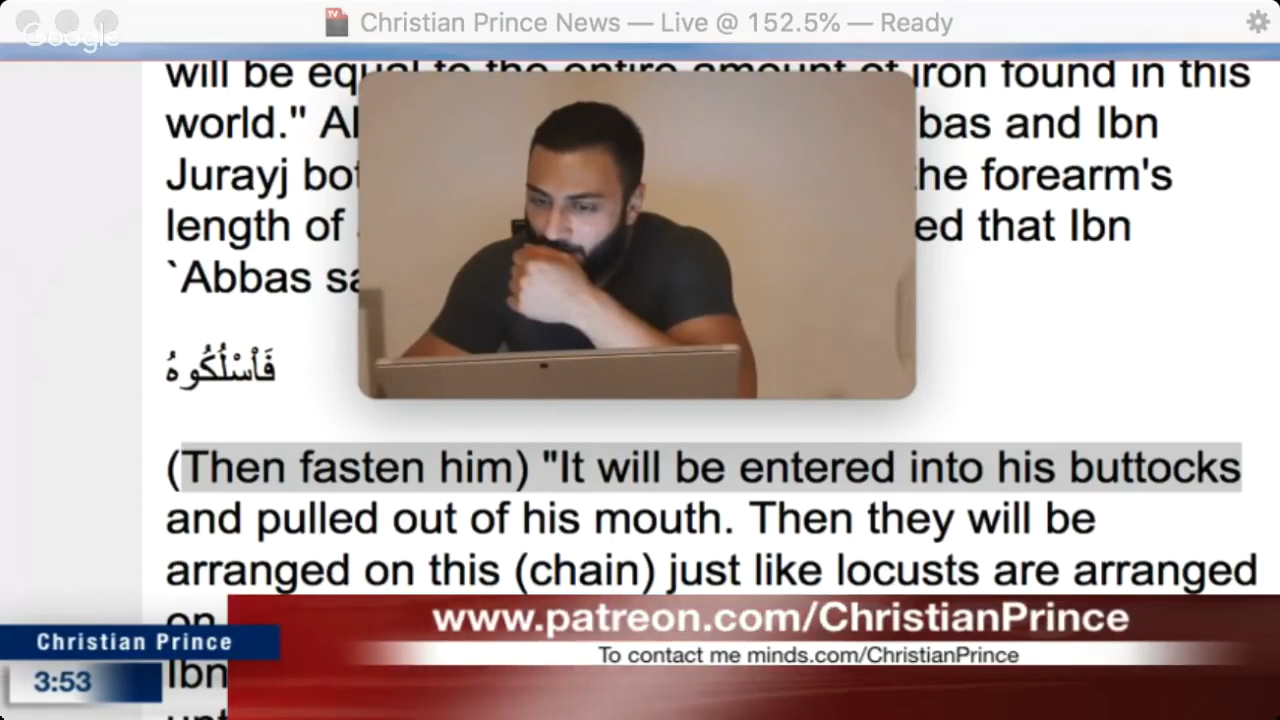 Christian Prince News — Live @ 152.5% — Ready
Google
will be equal to the entire amount of iron found in this
world." bas and Ibn
Jurayj he forearm's
length of ed that Ibn
`Abbas
فَاسْلُكُوهُ
(Then fasten him) "It will be entered into his buttocks
and pulled out of his mouth. Then they will be
arranged on this (chain) just like locusts are arranged
on
www.patreon.com/ChristianPrince
Christian Prince
To contact me minds.com/ChristianPrince
3:53
Ibn